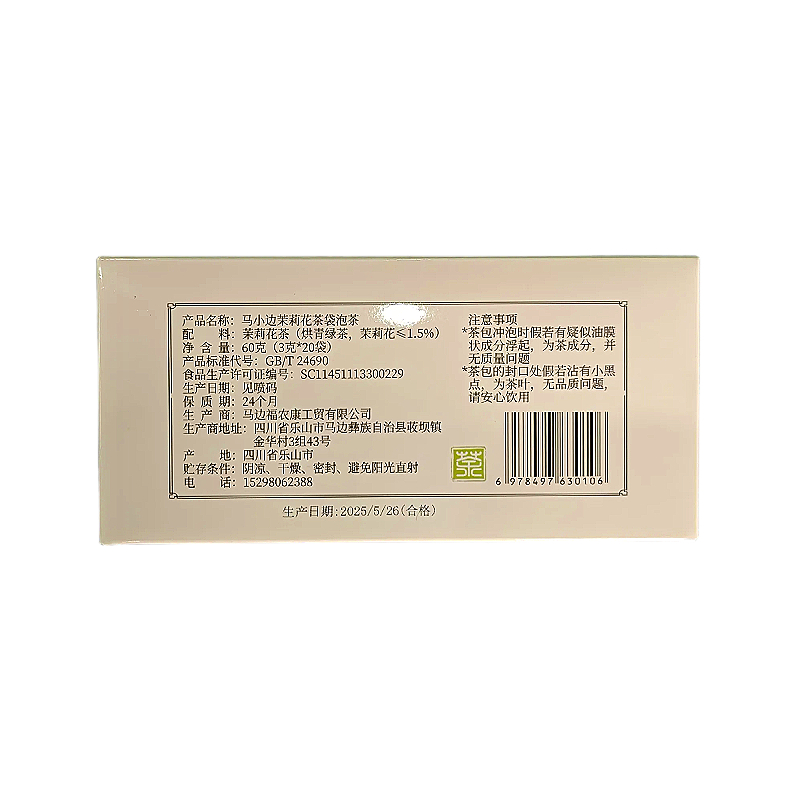 产品名称：马小边茉莉花茶袋泡茶
配　　料：茉莉花茶（烘青绿茶，茉莉花≤1.5%）
净 含 量：60克（3克*20袋）
产品标准代号：GB/T 24690
食品生产许可证编号：SC11451113300229
生产日期：见喷码
保 质 期：24个月
生 产 商：马边福农康工贸有限公司
生产商地址：四川省乐山市马边彝族自治县荍坝镇
金华村3组43号
产　　地：四川省乐山市
贮存条件：阴凉、干燥、密封、避免阳光直射
电　　话：15298062388
注意事项
*茶包冲泡时假若有疑似油膜
状成分浮起，为茶成分，并
无质量问题
*茶包的封口处假若沾有小黑
点，为茶叶，无品质问题，
请安心饮用
茶
6 978497 630106
生产日期:2025/5/26(合格)